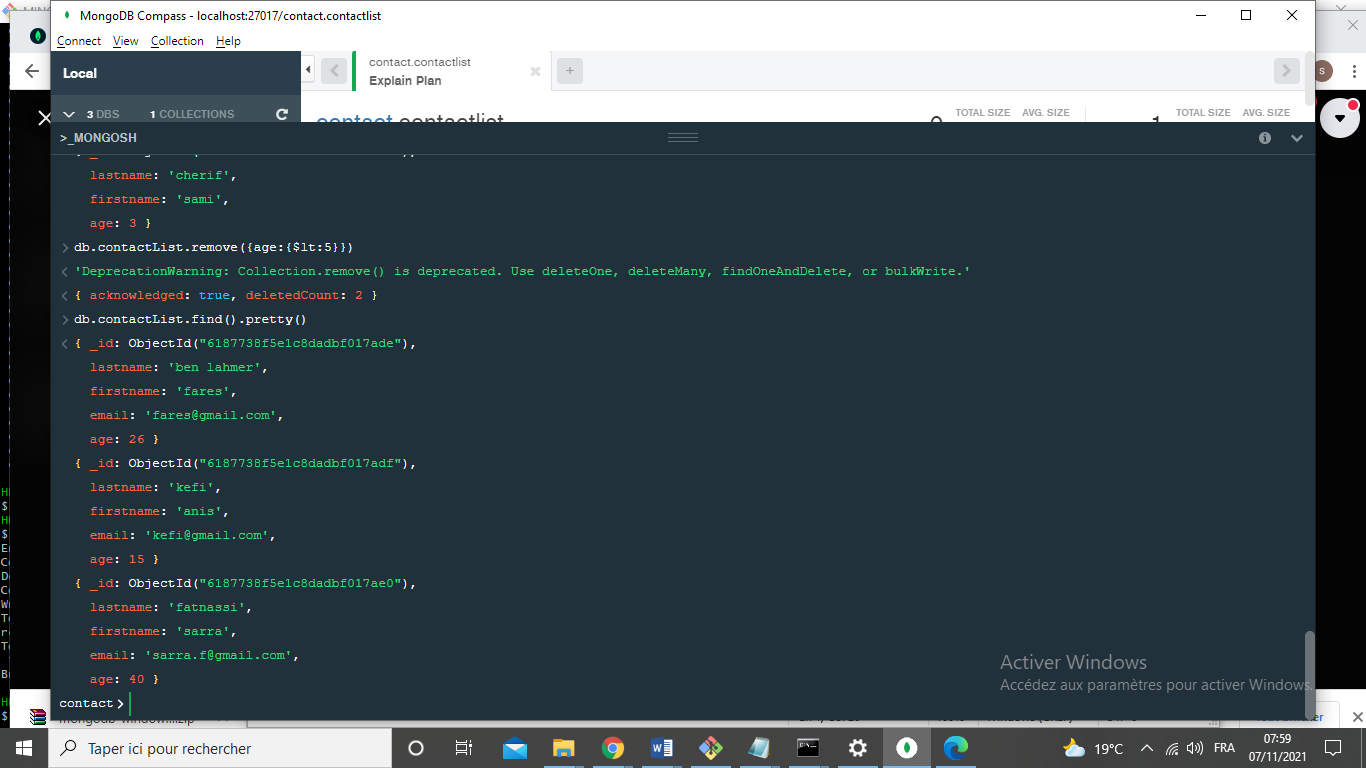 MongoDB Compass - localhost:27017/contact.contactlist
Connect View Collection Help
Local
contact.contactlist
Explain Plan
3 DBS 1 COLLECTIONS
contact.contactlist
TOTAL SIZE AVG. SIZE
TOTAL SIZE AVG. SIZE
>_MONGOSH
lastname: 'cherif',
firstname: 'sami',
age: 3 }
db.contactList.remove({age:{$lt:5}})
'DeprecationWarning: Collection.remove() is deprecated. Use deleteOne, deleteMany, findOneAndDelete, or bulkWrite.'
{ acknowledged: true, deletedCount: 2 }
db.contactList.find().pretty()
{ _id: ObjectId("6187738f5e1c8dadbf017ade"),
lastname: 'ben lahmer',
firstname: 'fares',
email: 'fares@gmail.com',
age: 26 }
{ _id: ObjectId("6187738f5e1c8dadbf017adf"),
lastname: 'kefi',
firstname: 'anis',
email: 'kefi@gmail.com',
age: 15 }
{ _id: ObjectId("6187738f5e1c8dadbf017ae0"),
lastname: 'fatnassi',
firstname: 'sarra',
email: 'sarra.f@gmail.com',
age: 40 }
contact >
Activer Windows
Accédez aux paramètres pour activer Windows.
Taper ici pour rechercher
19°C
FRA
07:59
07/11/2021